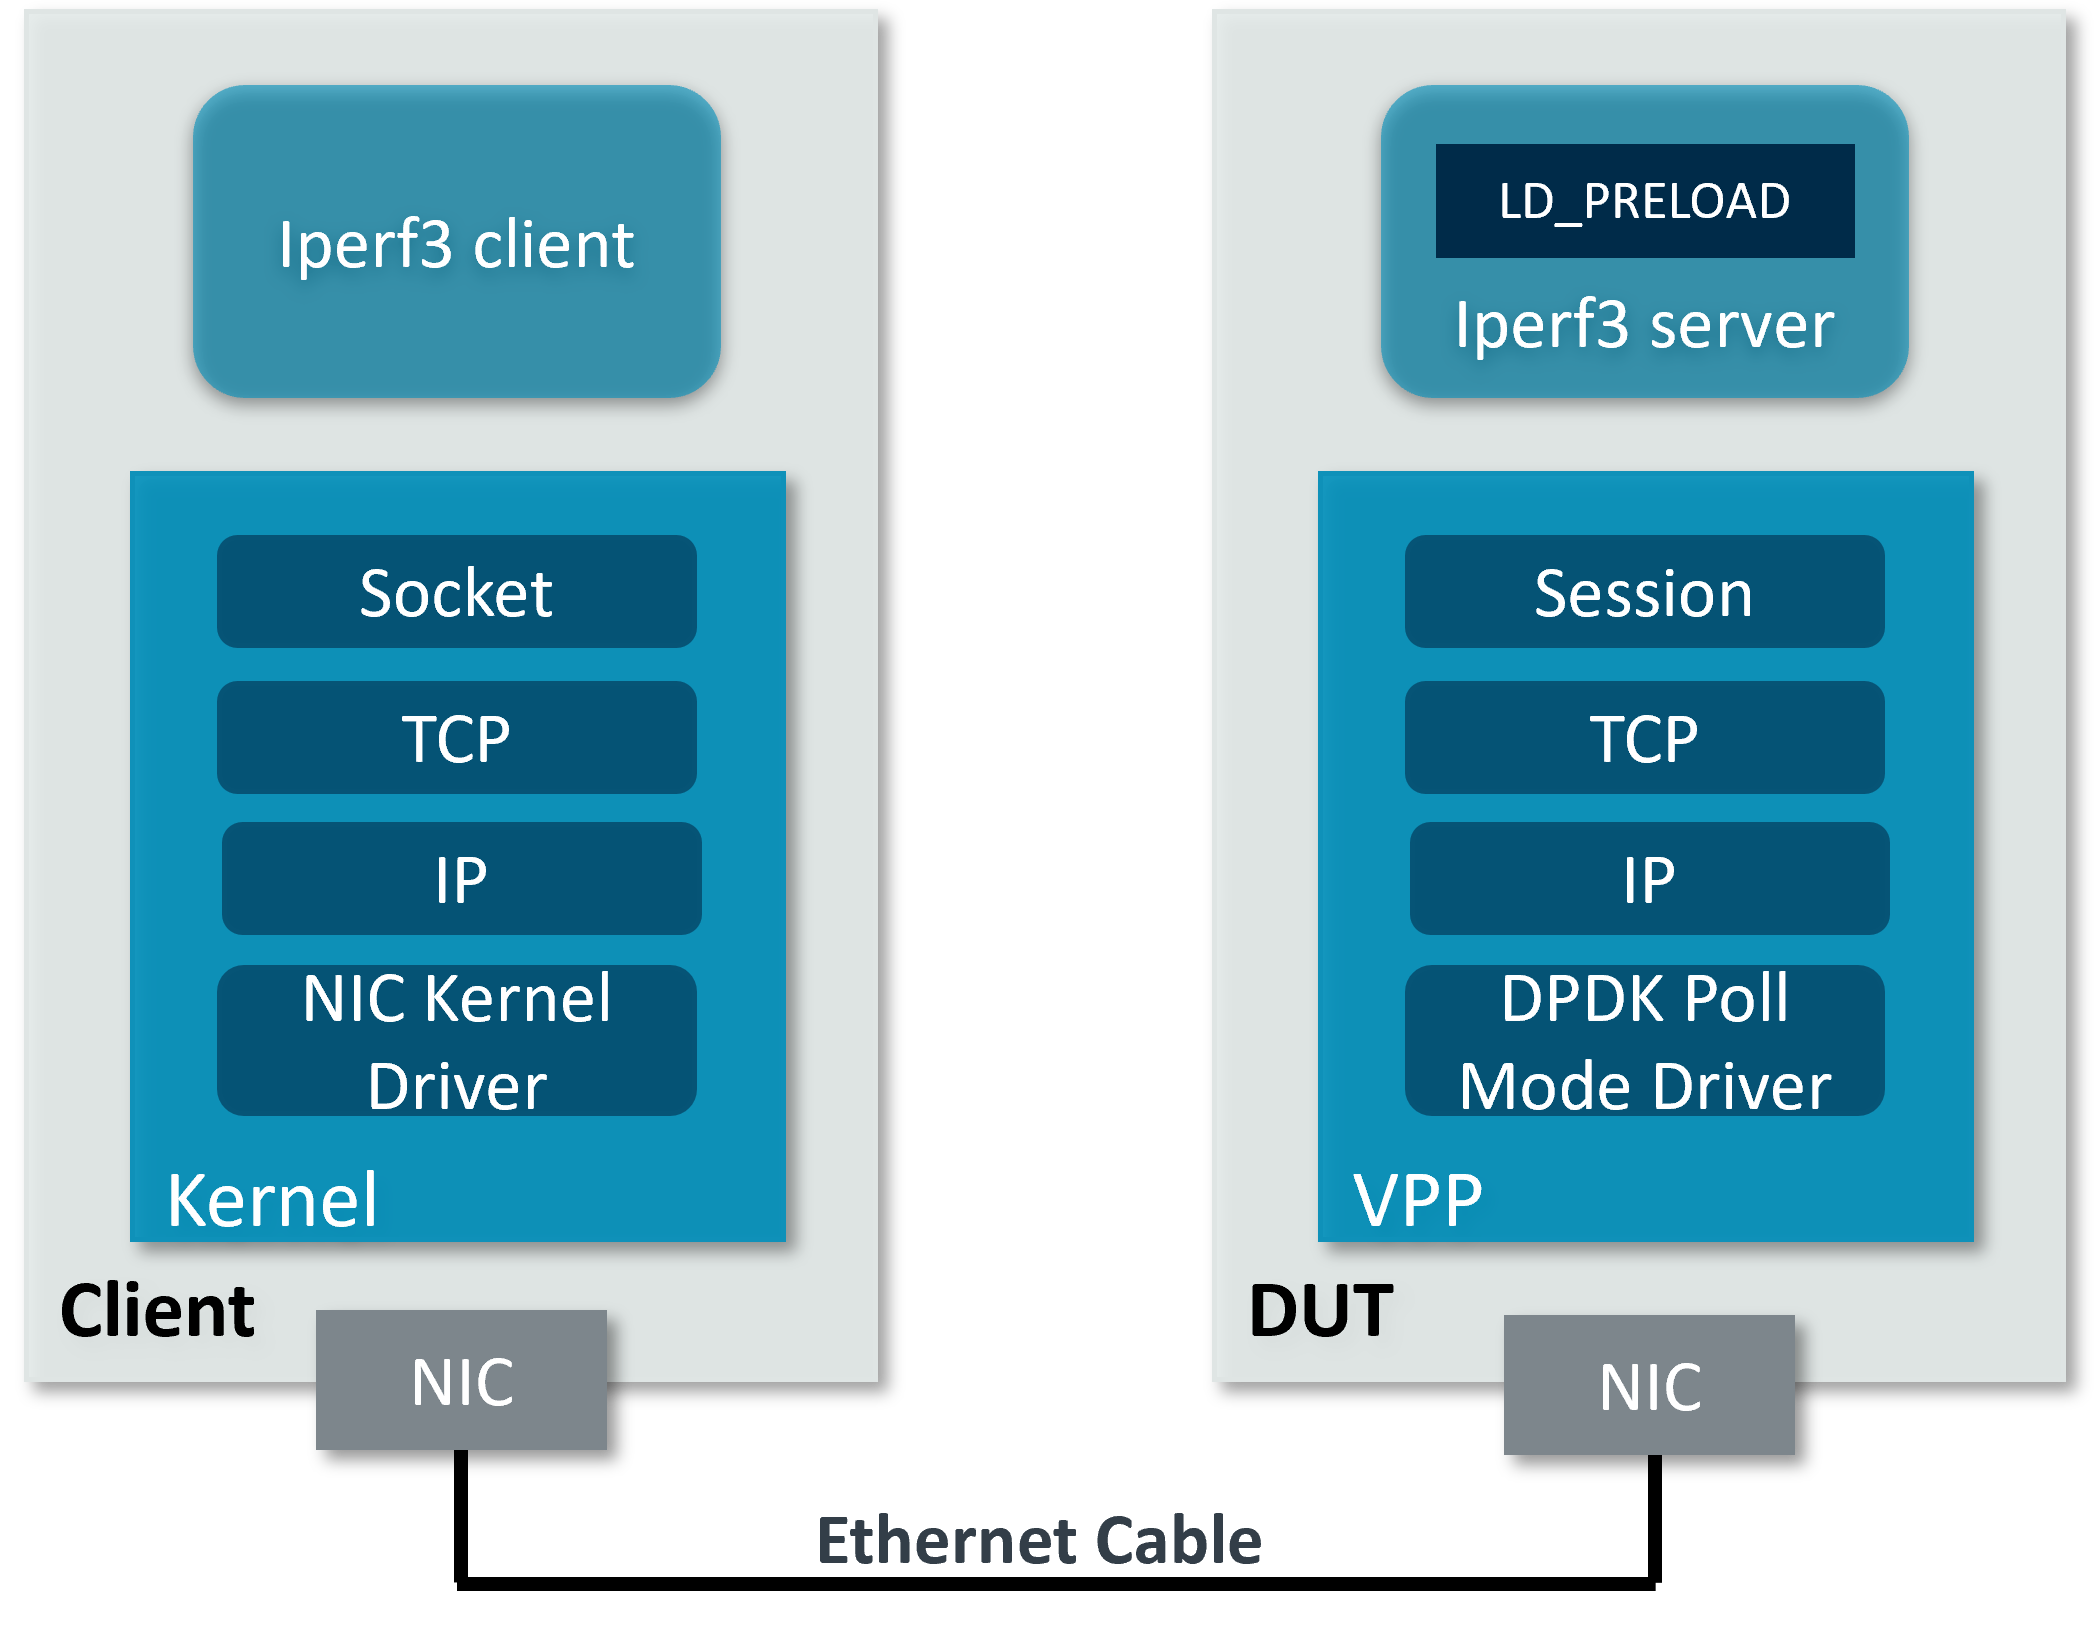 Iperf3 client
Socket
TCP
IP
NIC Kernel
Driver
Kernel
Client
NIC
LD_PRELOAD
Iperf3 server
Session
TCP
IP
DPDK Poll
Mode Driver
VPP
DUT
NIC
Ethernet Cable